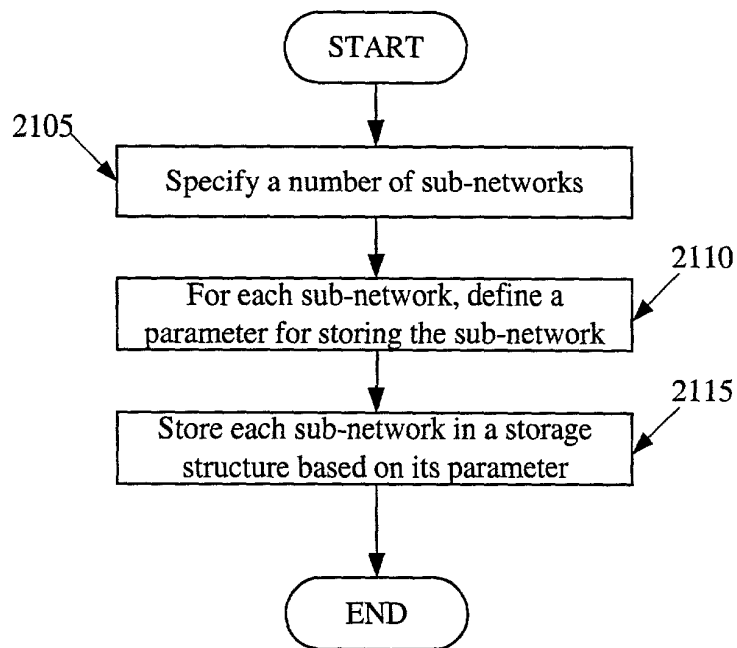 START
2105
Specify a number of sub-networks
2110
For each sub-network, define a
parameter for storing the sub-network
2115
Store each sub-network in a storage
structure based on its parameter
END